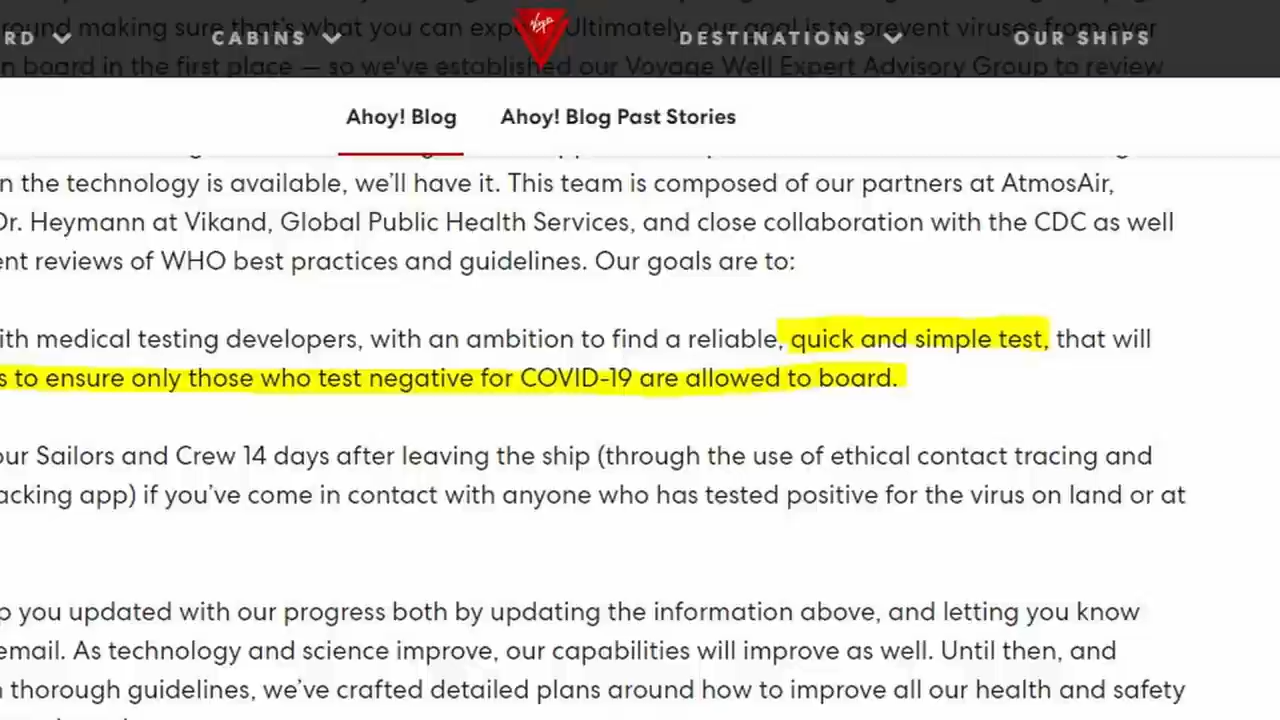 ound making sure that's what you can expect. Ultimately, our goal is to prevent viruses from ever
RD CABINS Virgin DESTINATIONS OUR SHIPS
n board in the first place — so we've established our Voyage Well Expert Advisory Group to review
Ahoy! Blog Ahoy! Blog Past Stories
n the technology is available, we'll have it. This team is composed of our partners at AtmosAir,
Dr. Heymann at Vikand, Global Public Health Services, and close collaboration with the CDC as well
ent reviews of WHO best practices and guidelines. Our goals are to:
ith medical testing developers, with an ambition to find a reliable, quick and simple test, that will
s to ensure only those who test negative for COVID-19 are allowed to board.
our Sailors and Crew 14 days after leaving the ship (through the use of ethical contact tracing and
acking app) if you've come in contact with anyone who has tested positive for the virus on land or at
p you updated with our progress both by updating the information above, and letting you know
email. As technology and science improve, our capabilities will improve as well. Until then, and
n thorough guidelines, we've crafted detailed plans around how to improve all our health and safety